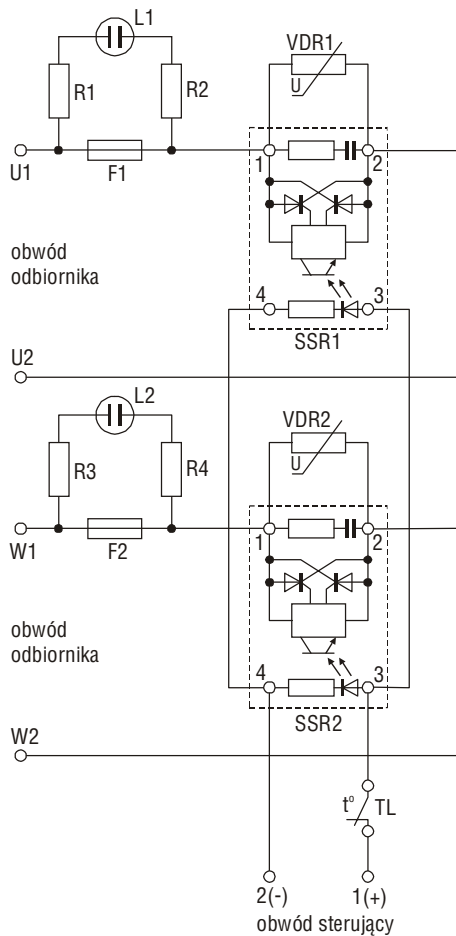 L1
VDR1
R1
R2
U
U1
F1
1
2
obwód
odbiornika
4
3
SSR1
U2
L2
VDR2
R3
R4
U
W1
F2
1
2
obwód
odbiornika
4
3
SSR2
W2
t° TL
2(-)
1(+)
obwód sterujący